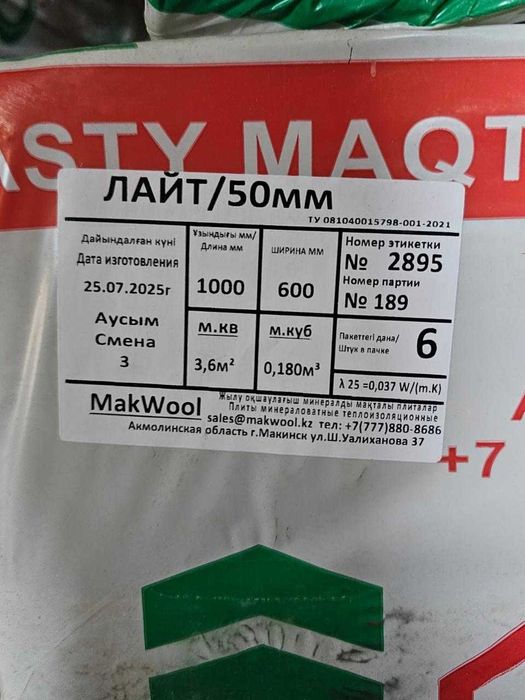 ASTY MAQT
ЛАЙТ/50мм
ТУ 081040015798-001-2021
Дайындалған күні
Дата изготовления
25.07.2025г
Ұзындығы мм/
Длина мм
ШИРИНА ММ
1000
600
Номер этикетки
№ 2895
Номер партии
№ 189
Аусым
Смена
3
м.кв
м.куб
3,6м²
0,180м³
Пакеттегі дана/
Штук в пачке
6
λ 25 =0,037 W/(m.K)
MakWool
Жылу оқшаулағыш минералды мақталы плиталар
Плиты минераловатные теплоизоляционные
sales@makwool.kz тел: +7(777)880-8686
Акмолинская область г.Макинск ул.Ш.Уалиханова 37
+7